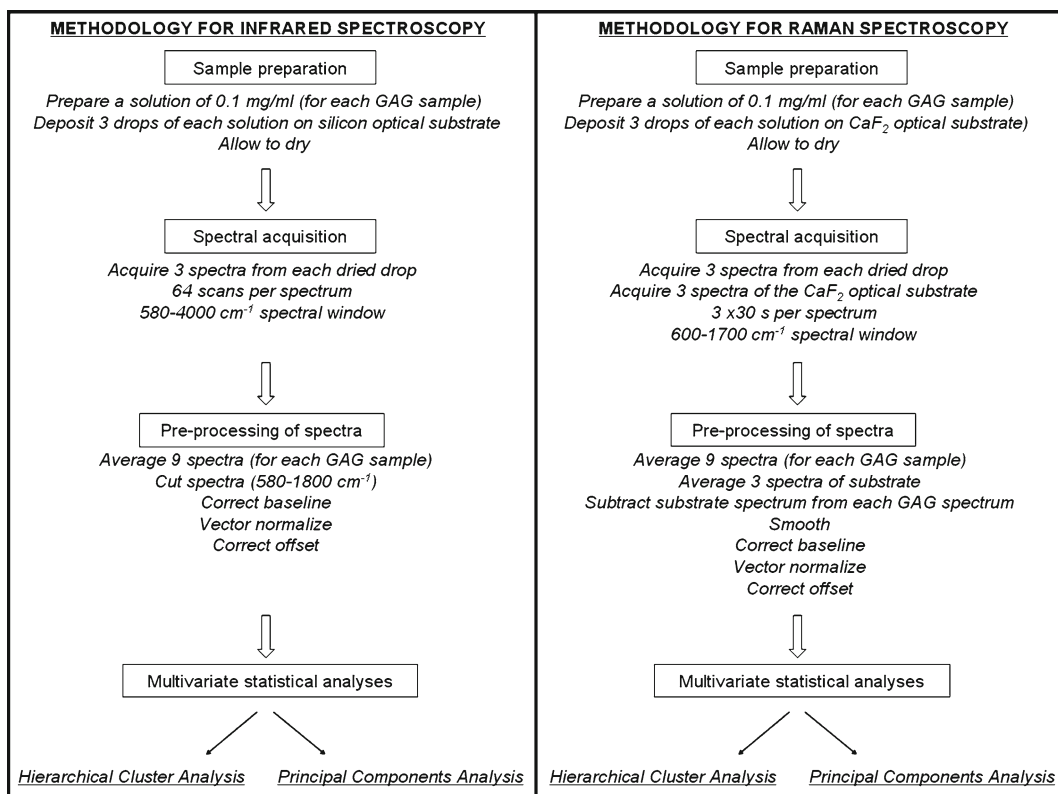 METHODOLOGY FOR INFRARED SPECTROSCOPY
Sample preparation
Prepare a solution of 0.1 mg/ml (for each GAG sample)
Deposit 3 drops of each solution on silicon optical substrate
Allow to dry
Spectral acquisition
Acquire 3 spectra from each dried drop
64 scans per spectrum
580-4000 cm⁻¹ spectral window
Pre-processing of spectra
Average 9 spectra (for each GAG sample)
Cut spectra (580-1800 cm⁻¹)
Correct baseline
Vector normalize
Correct offset
Multivariate statistical analyses
Hierarchical Cluster Analysis
Principal Components Analysis
METHODOLOGY FOR RAMAN SPECTROSCOPY
Sample preparation
Prepare a solution of 0.1 mg/ml (for each GAG sample)
Deposit 3 drops of each solution on CaF₂ optical substrate)
Allow to dry
Spectral acquisition
Acquire 3 spectra from each dried drop
Acquire 3 spectra of the CaF₂ optical substrate
3 x30 s per spectrum
600-1700 cm⁻¹ spectral window
Pre-processing of spectra
Average 9 spectra (for each GAG sample)
Average 3 spectra of substrate
Subtract substrate spectrum from each GAG spectrum
Smooth
Correct baseline
Vector normalize
Correct offset
Multivariate statistical analyses
Hierarchical Cluster Analysis
Principal Components Analysis